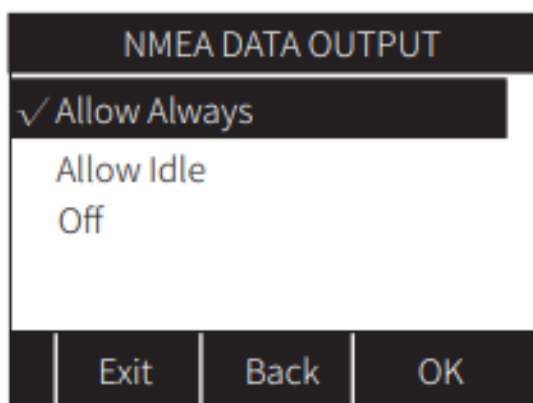 NMEA DATA OUTPUT
√ Allow Always
Allow Idle
Off
Exit Back OK